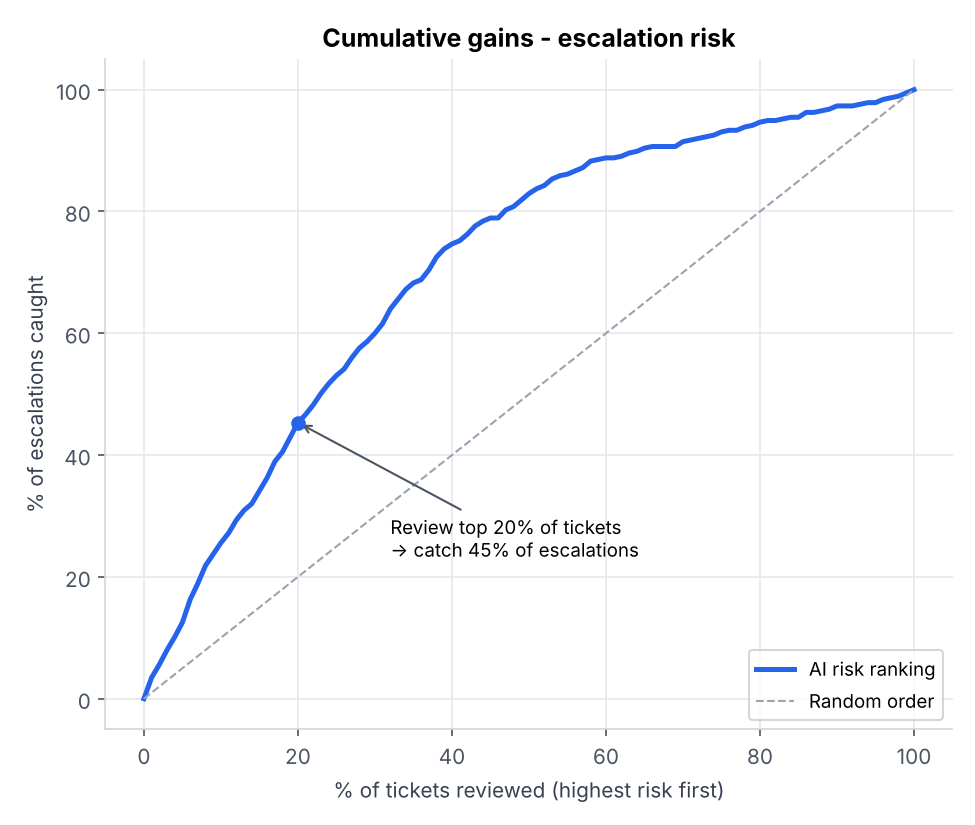 Cumulative gains - escalation risk
% of escalations caught
100
80
60
40
20
0
Review top 20% of tickets
→ catch 45% of escalations
AI risk ranking
Random order
0 20 40 60 80 100
% of tickets reviewed (highest risk first)